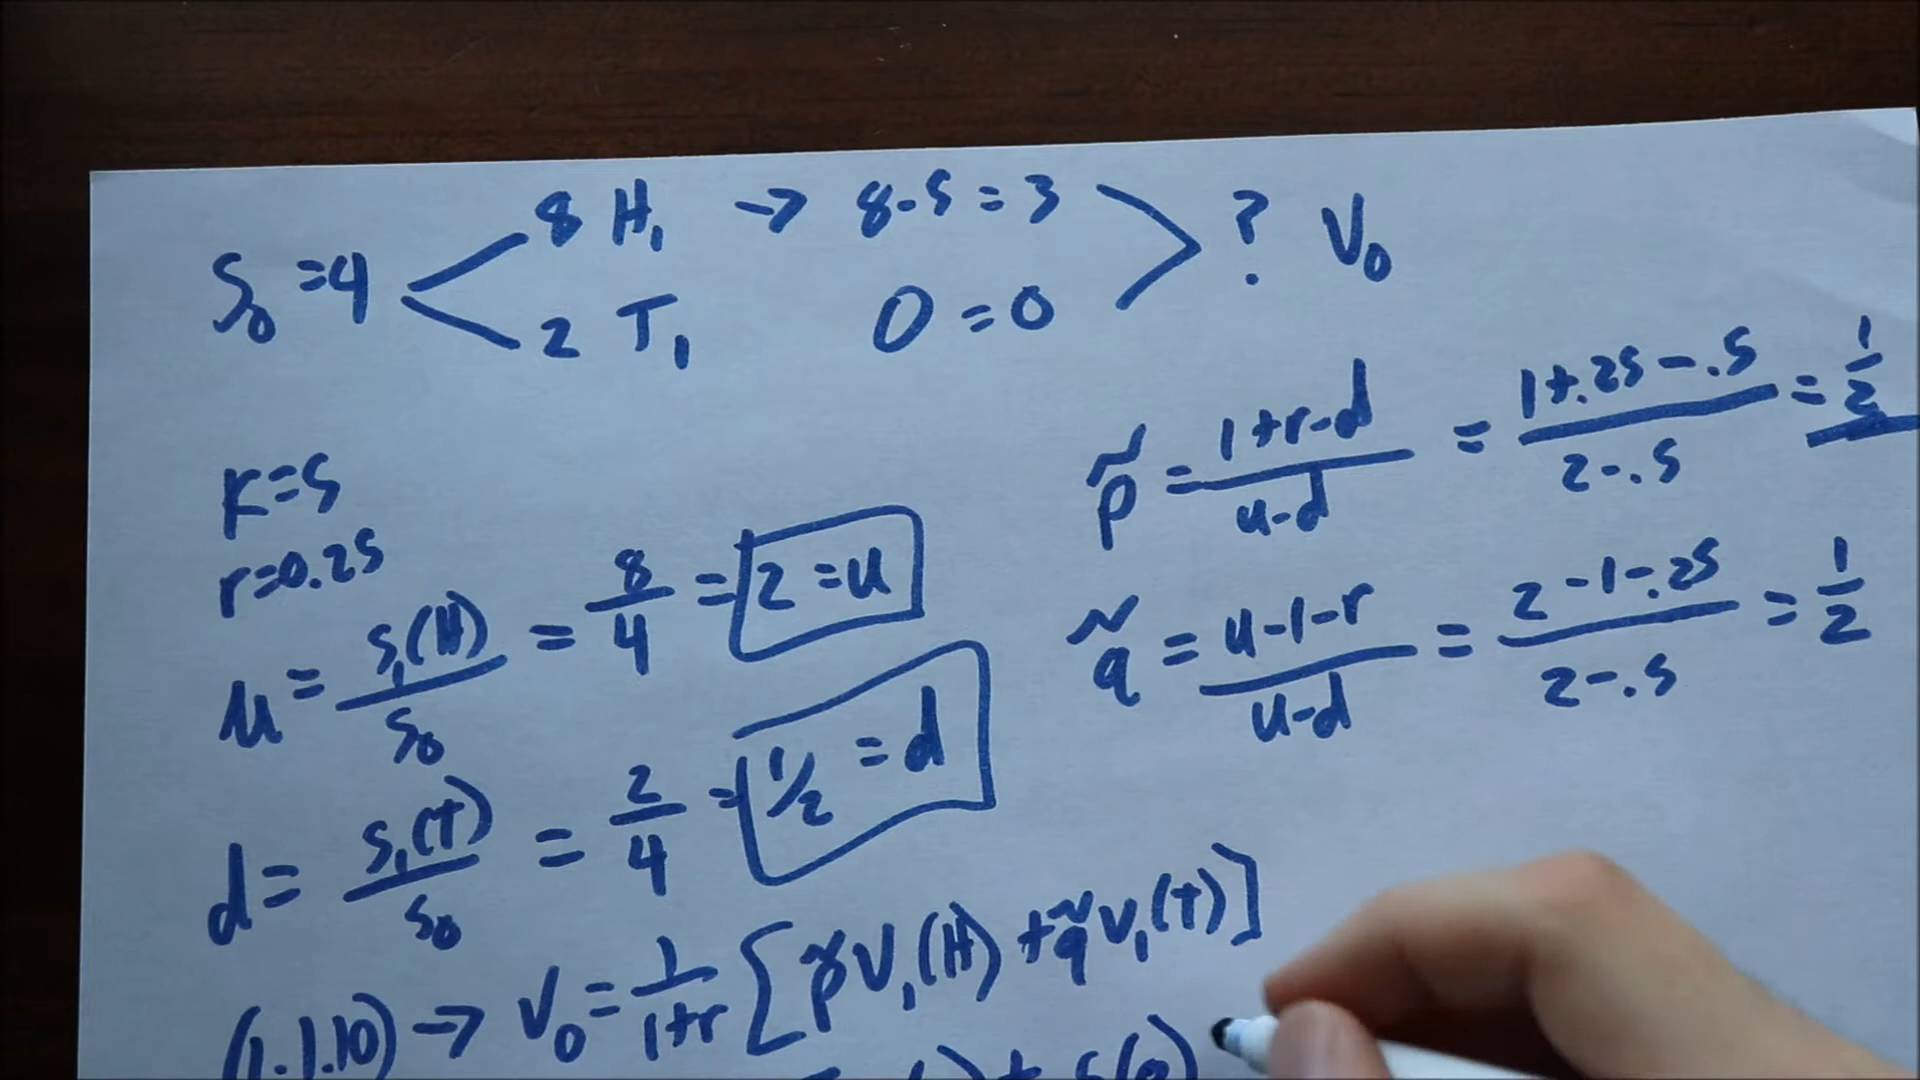 S₀ = 4 < 8 H₁ → 8 - 5 = 3 > ? V₀
2 T₁ 0 = 0
K = 5
r = 0.25
u = S₁(H) / S₀ = 8/4 = 2 = u
d = S₁(T) / S₀ = 2/4 = 1/2 = d
p̃ = 1 + r - d / u - d = 1 + .25 - .5 / 2 - .5 = 1/2
q̃ = u - 1 - r / u - d = 2 - 1 - .25 / 2 - .5 = 1/2
(1.1.10) → V₀ = 1 / 1 + r [p̃ V₁(H) + q̃ V₁(T)]